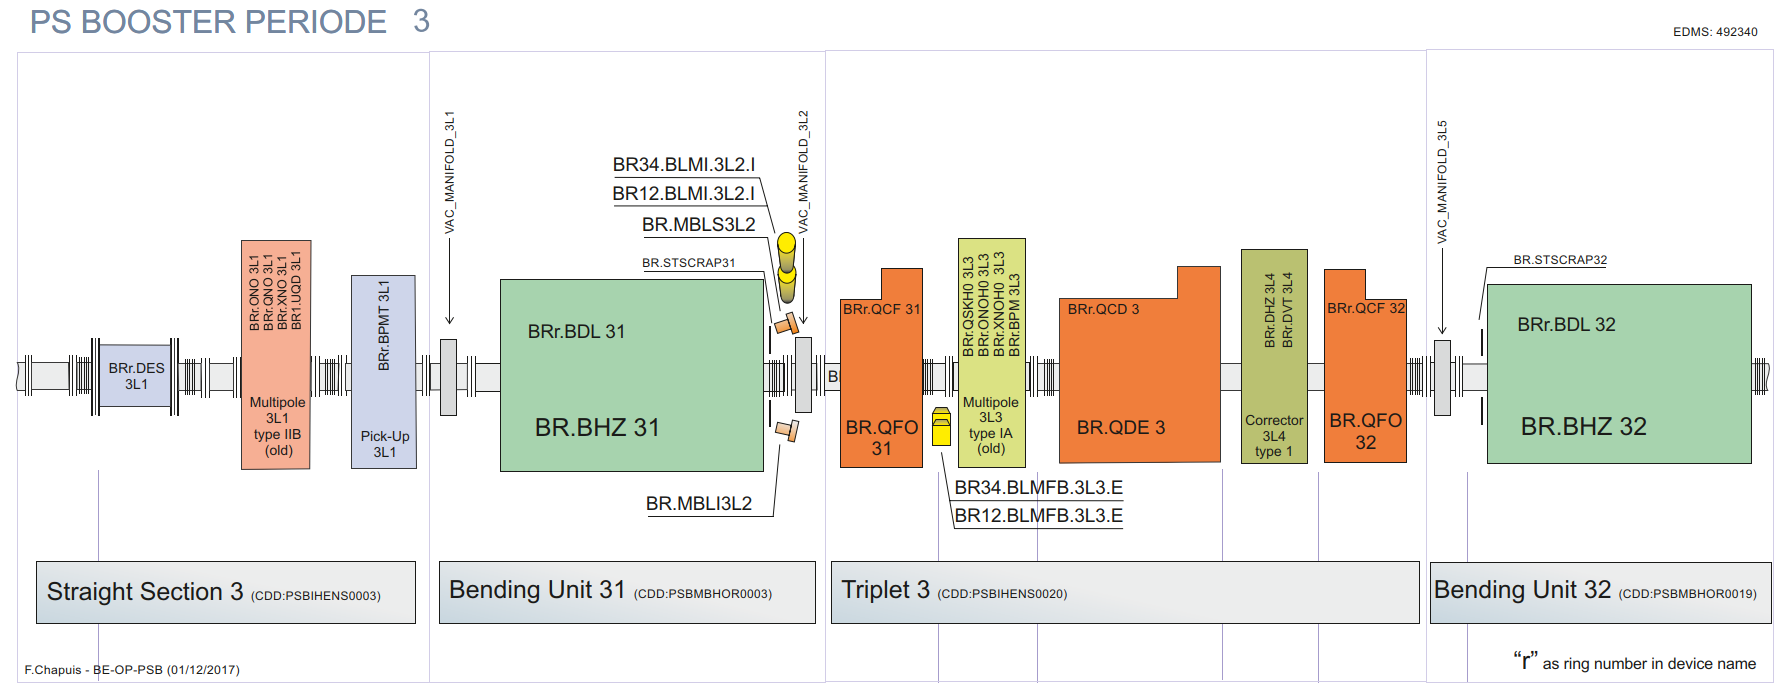 PS BOOSTER PERIODE 3
EDMS: 492340
VAC_MANIFOLD_3L1
VAC_MANIFOLD_3L2
VAC_MANIFOLD_3L5
BR34.BLMI.3L2.I
BR12.BLMI.3L2.I
BR.MBLS3L2
BR.STSCRAP31
BR.STSCRAP32
BRr.DES
3L1
BRr.ONO 3L1
BRr.QNO 3L1
BRr.XNO 3L1
BR1.UQD 3L1
Multipole
3L1
type IIB
(old)
BRr.BPMT 3L1
Pick-Up
3L1
BRr.BDL 31
BR.BHZ 31
BR.MBLI3L2
B
BRr.QCF 31
BR.QFO
31
BRr.QSKH0 3L3
BRr.ONOH0 3L3
BRr.XNOH0 3L3
BRr.BPM 3L3
Multipole
3L3
type IA
(old)
BR34.BLMFB.3L3.E
BR12.BLMFB.3L3.E
BRr.QCD 3
BR.QDE 3
BRr.DHZ 3L4
BRr.DVT 3L4
Corrector
3L4
type 1
BRr.QCF 32
BR.QFO
32
BRr.BDL 32
BR.BHZ 32
Straight Section 3 (CDD:PSBIHENS0003)
Bending Unit 31 (CDD:PSBMBHOR0003)
Triplet 3 (CDD:PSBIHENS0020)
Bending Unit 32 (CDD:PSBMBHOR0019)
F.Chapuis - BE-OP-PSB (01/12/2017)
“r” as ring number in device name